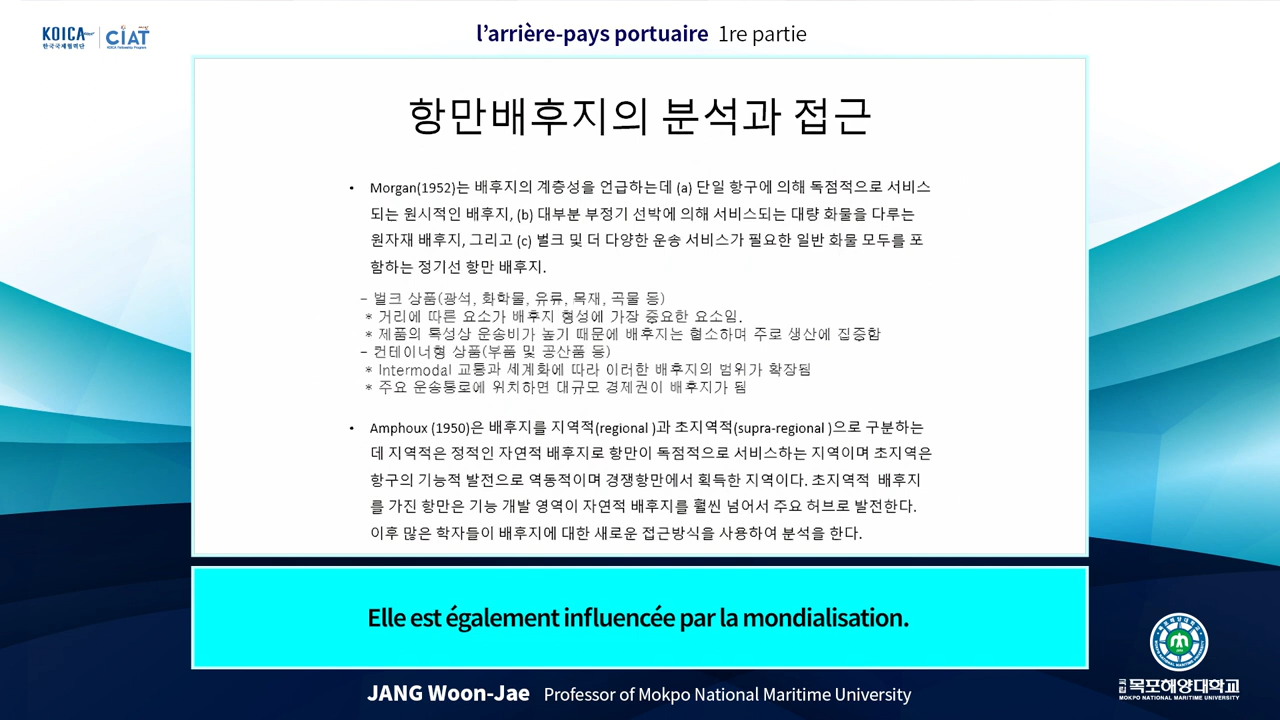 KOICA
한국국제협력단
CIAT
KOICA Fellowship Program
l’arrière-pays portuaire 1re partie
항만배후지의 분석과 접근
• Morgan(1952)는 배후지의 계층성을 언급하는데 (a) 단일 항구에 의해 독점적으로 서비스
되는 원시적인 배후지, (b) 대부분 부정기 선박에 의해 서비스되는 대량 화물을 다루는
원자재 배후지, 그리고 (c) 벌크 및 더 다양한 운송 서비스가 필요한 일반 화물 모두를 포
함하는 정기선 항만 배후지.
– 벌크 상품(광석, 화학물, 유류, 목재, 곡물 등)
* 거리에 따른 요소가 배후지 형성에 가장 중요한 요소임.
* 제품의 특성상 운송비가 높기 때문에 배후지는 협소하며 주로 생산에 집중함
– 컨테이너형 상품(부품 및 공산품 등)
* Intermodal 교통과 세계화에 따라 이러한 배후지의 범위가 확장됨
* 주요 운송통로에 위치하면 대규모 경제권이 배후지가 됨
• Amphoux (1950)은 배후지를 지역적(regional )과 초지역적(supra-regional )으로 구분하는
데 지역적은 정적인 자연적 배후지로 항만이 독점적으로 서비스하는 지역이며 초지역은
항구의 기능적 발전으로 역동적이며 경쟁항만에서 획득한 지역이다. 초지역적 배후지
를 가진 항만은 기능 개발 영역이 자연적 배후지를 훨씬 넘어서 주요 허브로 발전한다.
이후 많은 학자들이 배후지에 대한 새로운 접근방식을 사용하여 분석을 한다.
Elle est également influencée par la mondialisation.
JANG Woon-Jae Professor of Mokpo National Maritime University
국립 목포해양대학교
MOKPO NATIONAL MARITIME UNIVERSITY